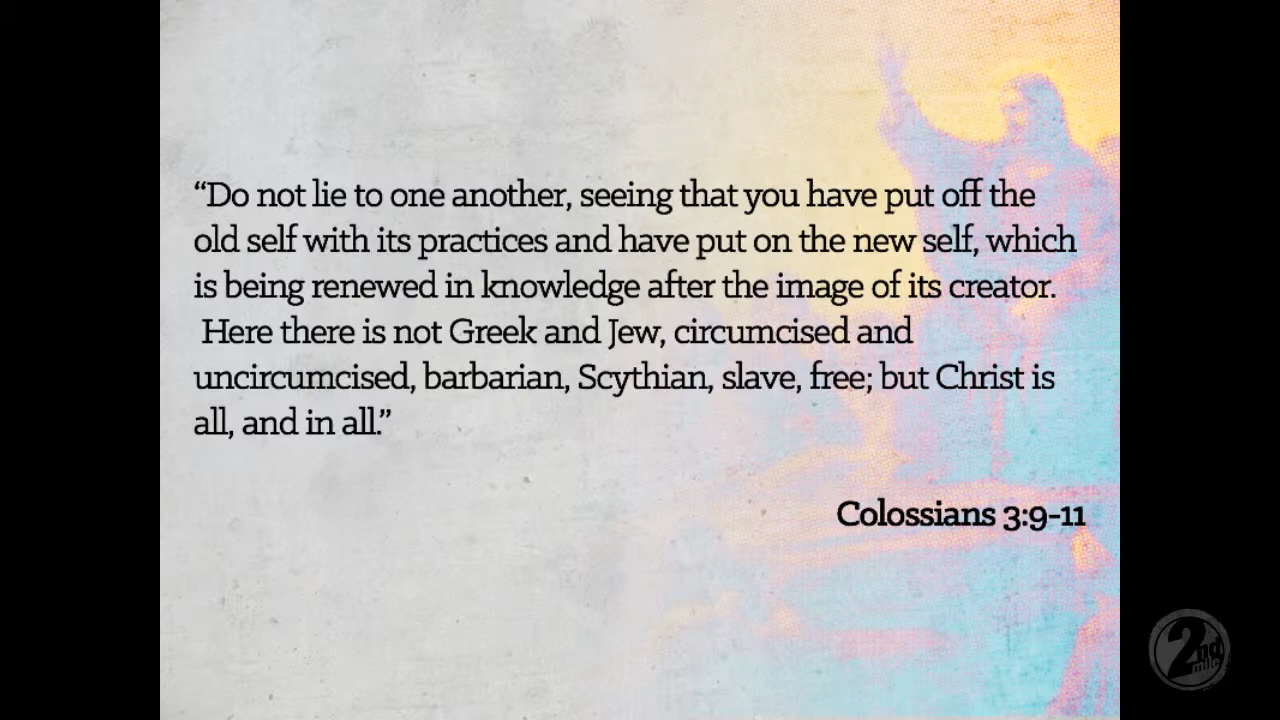 “Do not lie to one another, seeing that you have put off the
old self with its practices and have put on the new self, which
is being renewed in knowledge after the image of its creator.
Here there is not Greek and Jew, circumcised and
uncircumcised, barbarian, Scythian, slave, free; but Christ is
all, and in all.”
Colossians 3:9-11
2nd
mile